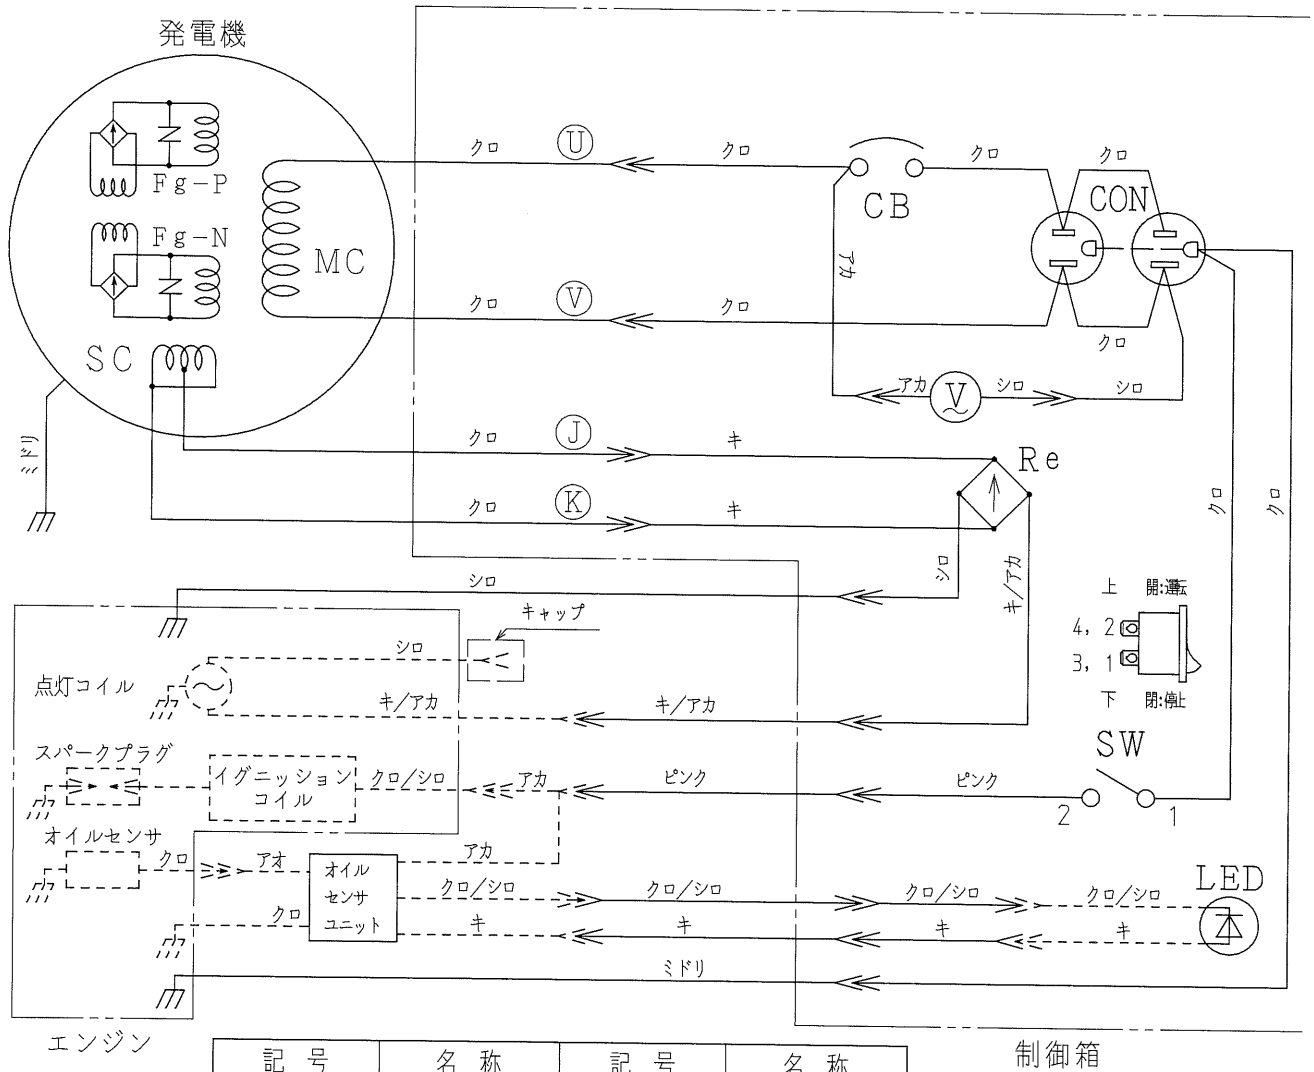 発電機
Fg-P
Fg-N
MC
SC
ミドリ
クロ U クロ
クロ クロ
CB
CON
アカ
クロ V クロ
クロ
アカ V シロ シロ
クロ J キ
Re
クロ K キ
クロ クロ
シロ
シロ
キ/アカ
キャップ
シロ
点灯コイル
キ/アカ キ/アカ
上 開:運転
4, 2
3, 1
下 閉:停止
SW
2 1
スパークプラグ
イグニッション
コイル
クロ/シロ アカ ピンク ピンク
オイルセンサ
クロ アオ
オイル
センサ
ユニット
アカ
クロ/シロ クロ/シロ クロ/シロ クロ/シロ
LED
クロ
キ キ キ キ
ミドリ
エンジン
制御箱
記号 名称 記号 名称